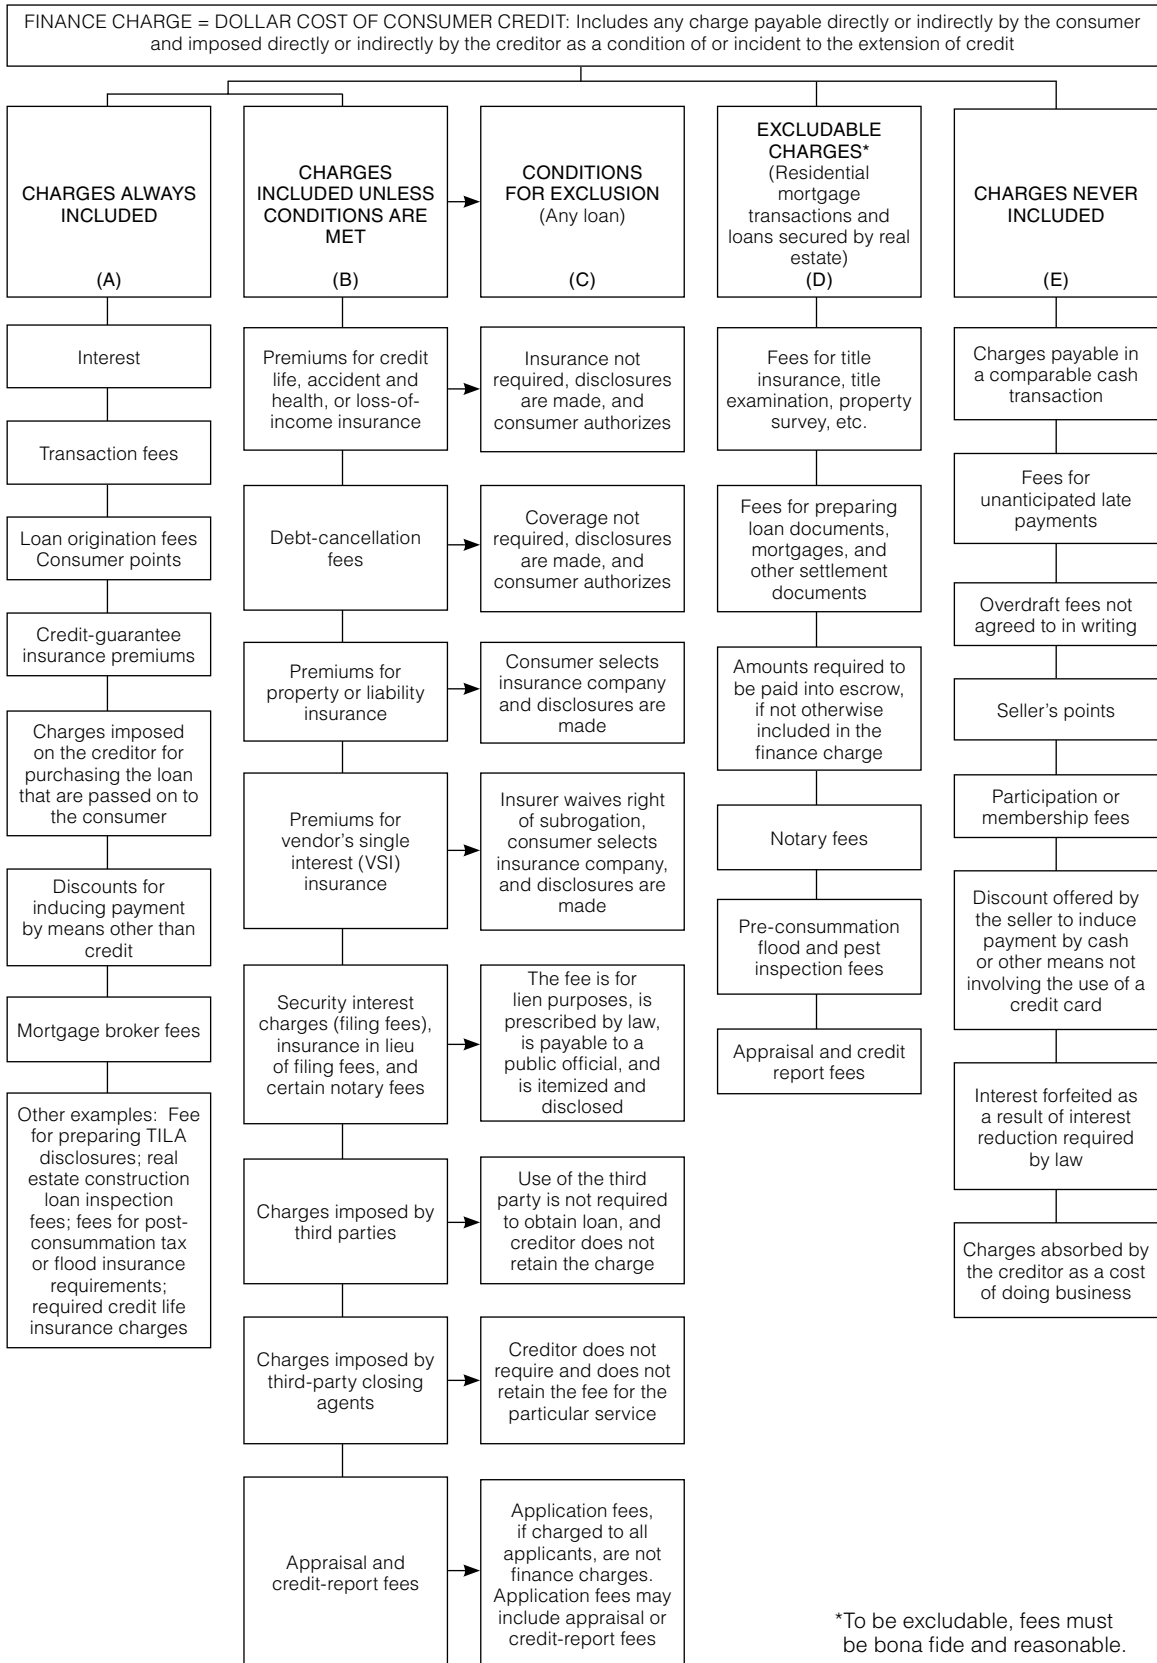 FINANCE CHARGE = DOLLAR COST OF CONSUMER CREDIT: Includes any charge payable directly or indirectly by the consumer
and imposed directly or indirectly by the creditor as a condition of or incident to the extension of credit
CHARGES ALWAYS
INCLUDED
(A)
Interest
Transaction fees
Loan origination fees
Consumer points
Credit-guarantee
insurance premiums
Charges imposed
on the creditor for
purchasing the loan
that are passed on to
the consumer
Discounts for
inducing payment
by means other than
credit
Mortgage broker fees
Other examples: Fee
for preparing TILA
disclosures; real
estate construction
loan inspection
fees; fees for post-
consummation tax
or flood insurance
requirements;
required credit life
insurance charges
CHARGES
INCLUDED UNLESS
CONDITIONS ARE
MET
(B)
Premiums for credit
life, accident and
health, or loss-of-
income insurance
Debt-cancellation
fees
Premiums for
property or liability
insurance
Premiums for
vendor's single
interest (VSI)
insurance
Security interest
charges (filing fees),
insurance in lieu
of filing fees, and
certain notary fees
Charges imposed by
third parties
Charges imposed by
third-party closing
agents
Appraisal and
credit-report fees
CONDITIONS
FOR EXCLUSION
(Any loan)
(C)
Insurance not
required, disclosures
are made, and
consumer authorizes
Coverage not
required, disclosures
are made, and
consumer authorizes
Consumer selects
insurance company
and disclosures are
made
Insurer waives right
of subrogation,
consumer selects
insurance company,
and disclosures are
made
The fee is for
lien purposes, is
prescribed by law,
is payable to a
public official, and
is itemized and
disclosed
Use of the third
party is not required
to obtain loan, and
creditor does not
retain the charge
Creditor does not
require and does not
retain the fee for the
particular service
Application fees,
if charged to all
applicants, are not
finance charges.
Application fees may
include appraisal or
credit-report fees
EXCLUDABLE
CHARGES*
(Residential
mortgage
transactions and
loans secured by real
estate)
(D)
Fees for title
insurance, title
examination, property
survey, etc.
Fees for preparing
loan documents,
mortgages, and
other settlement
documents
Amounts required to
be paid into escrow,
if not otherwise
included in the
finance charge
Notary fees
Pre-consummation
flood and pest
inspection fees
Appraisal and credit
report fees
CHARGES NEVER
INCLUDED
(E)
Charges payable in
a comparable cash
transaction
Fees for
unanticipated late
payments
Overdraft fees not
agreed to in writing
Seller's points
Participation or
membership fees
Discount offered by
the seller to induce
payment by cash
or other means not
involving the use of a
credit card
Interest forfeited as
a result of interest
reduction required
by law
Charges absorbed by
the creditor as a cost
of doing business
*To be excludable, fees must
be bona fide and reasonable.